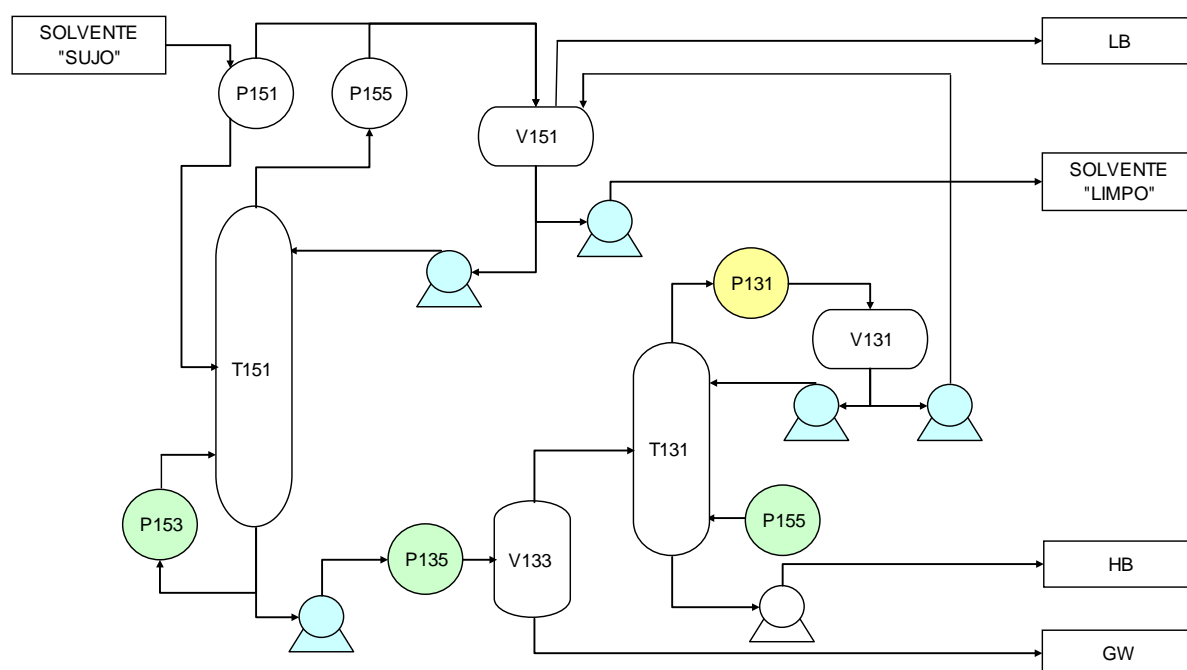 SOLVENTE
"SUJO"
LB
P151
P155
V151
SOLVENTE
"LIMPO"
P131
V131
T151
T131
P153
P155
P135
V133
HB
GW